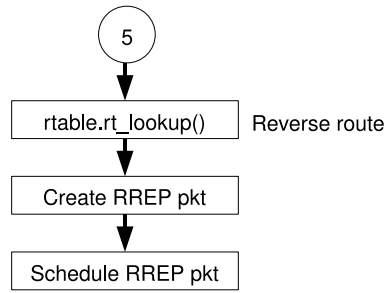 5
rtable.rt_lookup() Reverse route
Create RREP pkt
Schedule RREP pkt